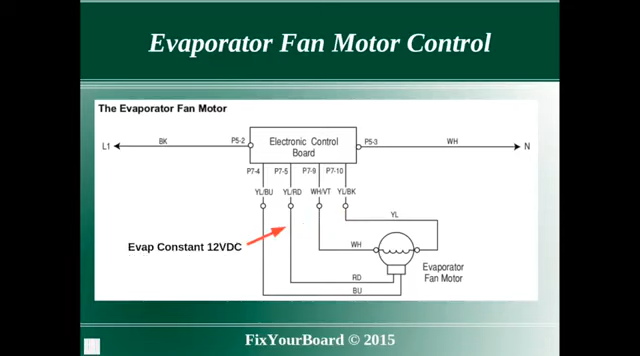 Evaporator Fan Motor Control
The Evaporator Fan Motor
L1
BK
P5-2
Electronic Control
Board
P5-3
WH
N
P7-4
P7-5
P7-9
P7-10
YL/BU
YL/RD
WH/VT
YL/BK
YL
Evap Constant 12VDC
WH
RD
BU
Evaporator
Fan Motor
FixYourBoard © 2015